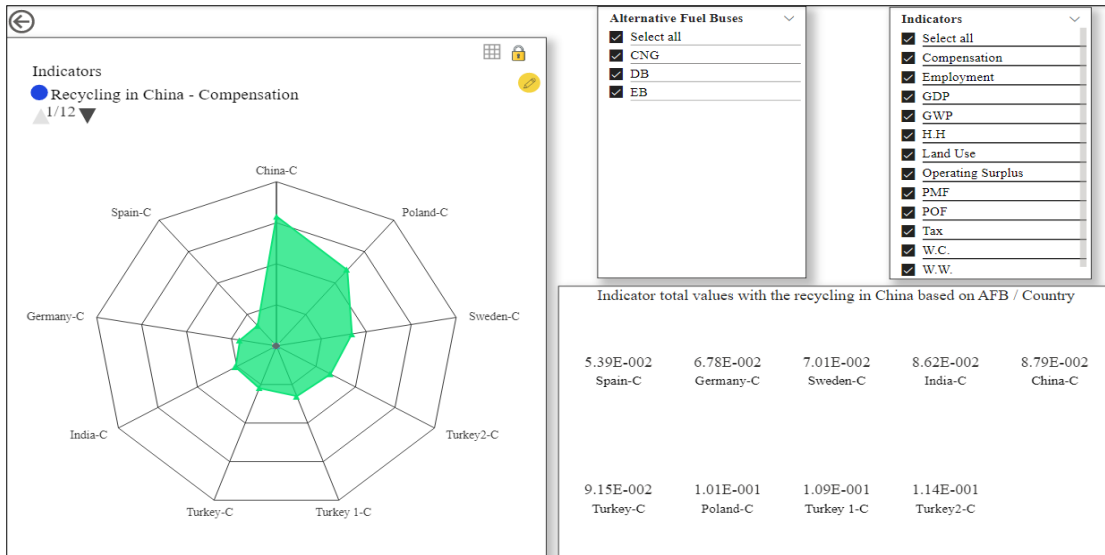 Indicators
Recycling in China - Compensation
1/12
China-C
Spain-C
Poland-C
Germany-C
Sweden-C
India-C
Turkey2-C
Turkey-C
Turkey 1-C
Alternative Fuel Buses
Select all
CNG
DB
EB
Indicators
Select all
Compensation
Employment
GDP
GWP
H.H
Land Use
Operating Surplus
PMF
POF
Tax
W.C.
W.W.
Indicator total values with the recycling in China based on AFB / Country
5.39E-002 6.78E-002 7.01E-002 8.62E-002 8.79E-002
Spain-C Germany-C Sweden-C India-C China-C
9.15E-002 1.01E-001 1.09E-001 1.14E-001
Turkey-C Poland-C Turkey 1-C Turkey2-C